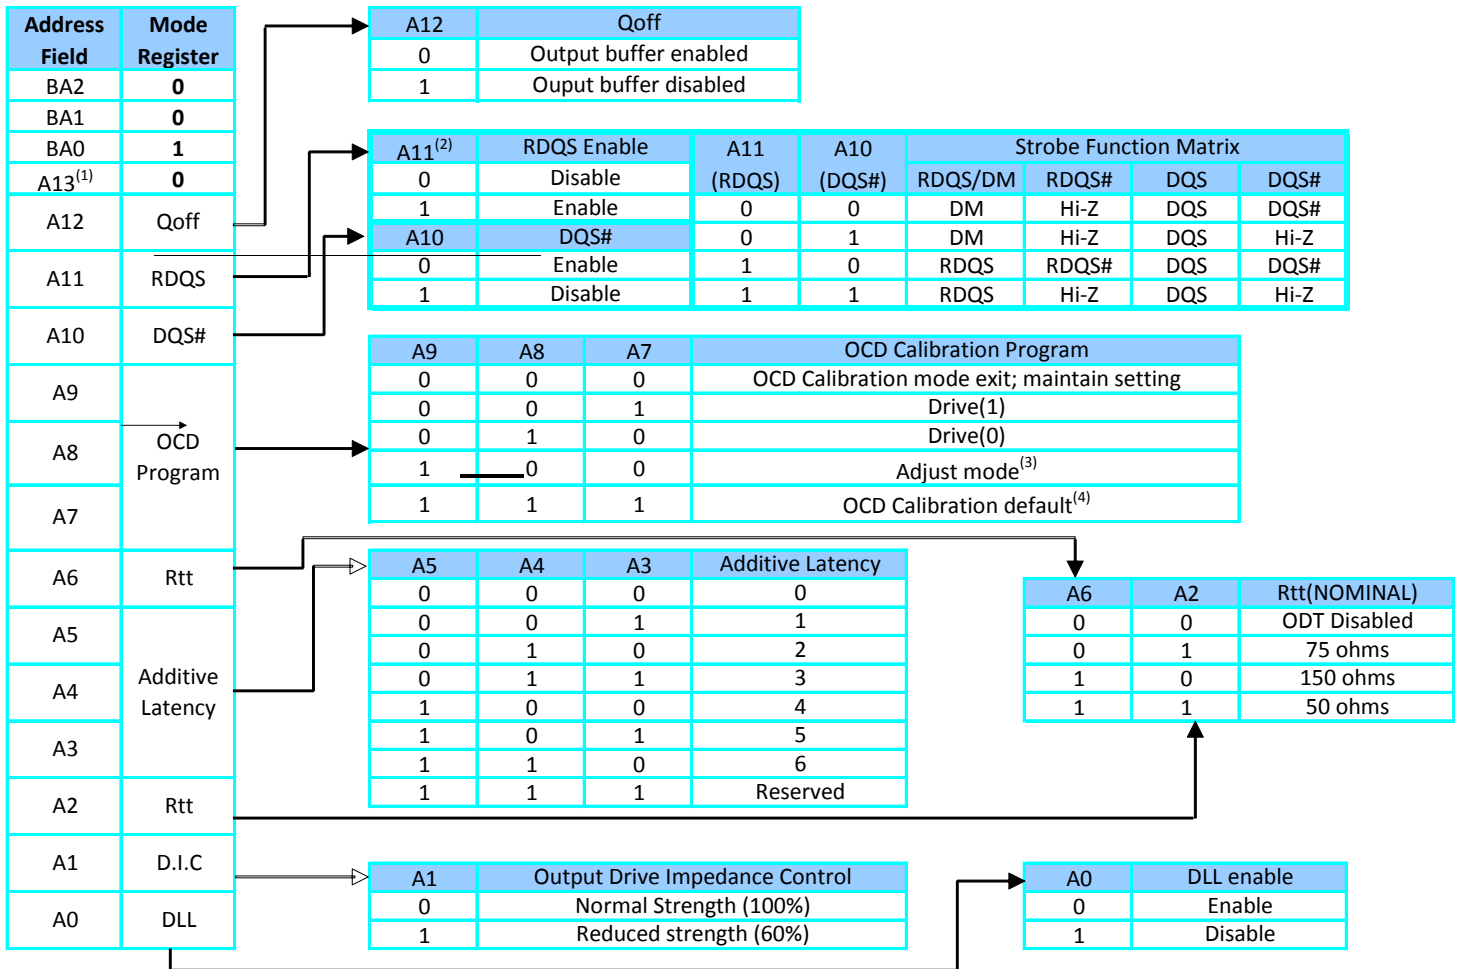 Address Field Mode Register
BA2 0
BA1 0
BA0 1
A13(1) 0
A12 Qoff
A11 RDQS
A10 DQS#
A9
A8
A7
OCD Program
A6 Rtt
A5
A4
A3
Additive Latency
A2 Rtt
A1 D.I.C
A0 DLL
A12 Qoff
0 Output buffer enabled
1 Ouput buffer disabled
A11(2) RDQS Enable
0 Disable
1 Enable
A10 DQS#
0 Enable
1 Disable
A11 (RDQS) A10 (DQS#) Strobe Function Matrix
RDQS/DM RDQS# DQS DQS#
0 0 DM Hi-Z DQS DQS#
0 1 DM Hi-Z DQS Hi-Z
1 0 RDQS RDQS# DQS DQS#
1 1 RDQS Hi-Z DQS Hi-Z
A9 A8 A7 OCD Calibration Program
0 0 0 OCD Calibration mode exit; maintain setting
0 0 1 Drive(1)
0 1 0 Drive(0)
1 0 0 Adjust mode(3)
1 1 1 OCD Calibration default(4)
A5 A4 A3 Additive Latency
0 0 0 0
0 0 1 1
0 1 0 2
0 1 1 3
1 0 0 4
1 0 1 5
1 1 0 6
1 1 1 Reserved
A6 A2 Rtt(NOMINAL)
0 0 ODT Disabled
0 1 75 ohms
1 0 150 ohms
1 1 50 ohms
A1 Output Drive Impedance Control
0 Normal Strength (100%)
1 Reduced strength (60%)
A0 DLL enable
0 Enable
1 Disable